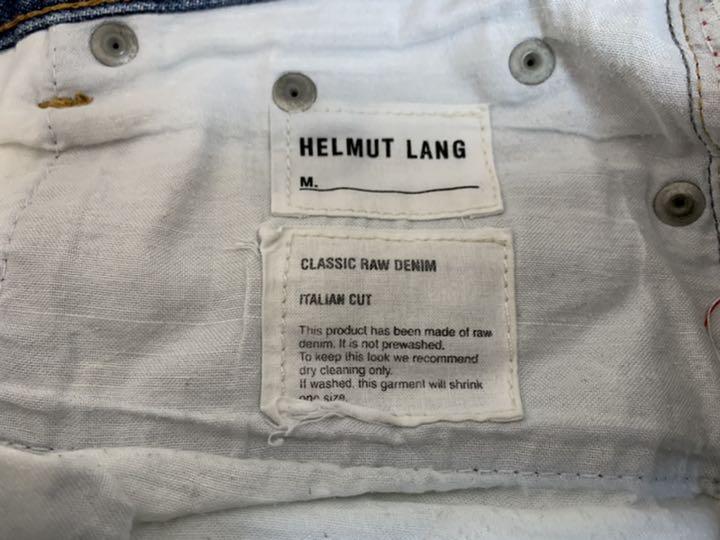 HELMUT LANG
M.
CLASSIC RAW DENIM
ITALIAN CUT
This product has been made of raw
denim. It is not prewashed.
To keep this look we recommend
dry cleaning only.
If washed, this garment will shrink
one size.